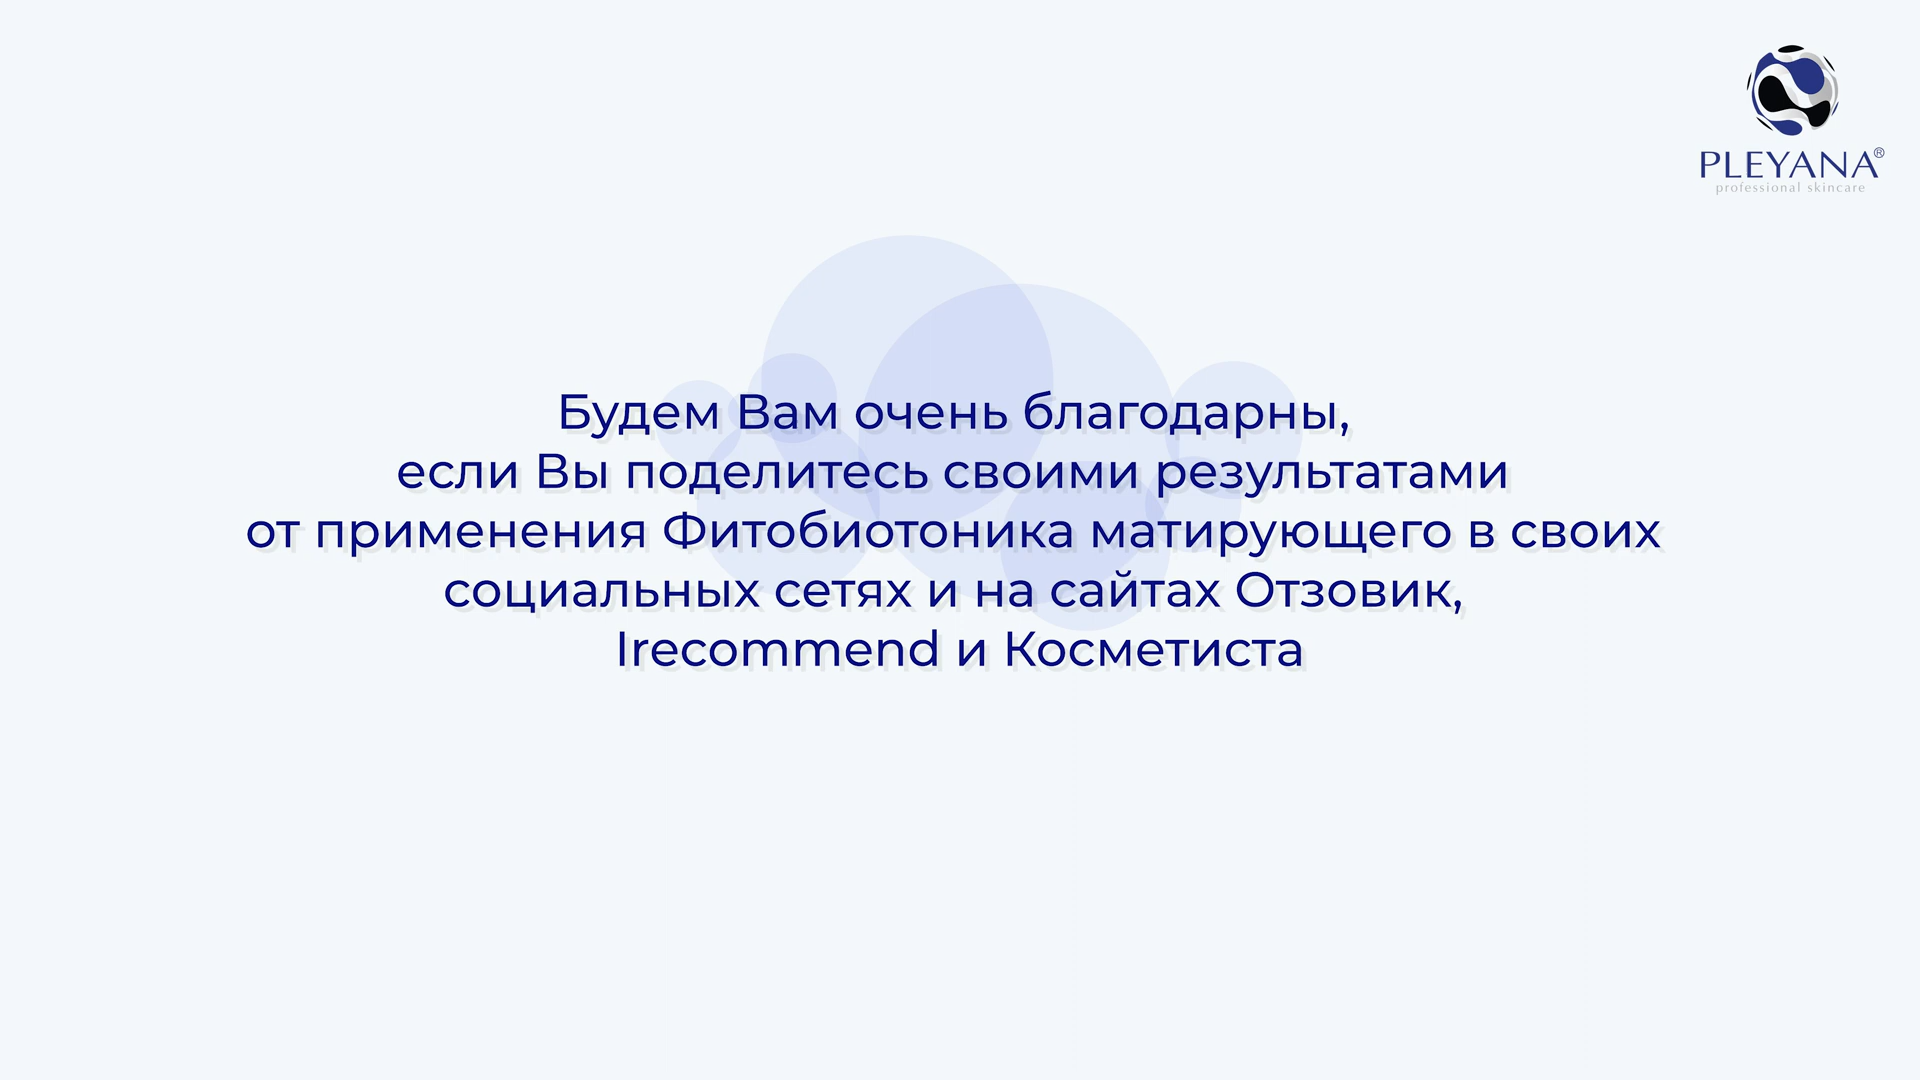 PLEYANA®
professional skincare
Будем Вам очень благодарны,
если Вы поделитесь своими результатами
от применения Фитобиотоника матирующего в своих
социальных сетях и на сайтах Отзовик,
Irecommend и Косметиста